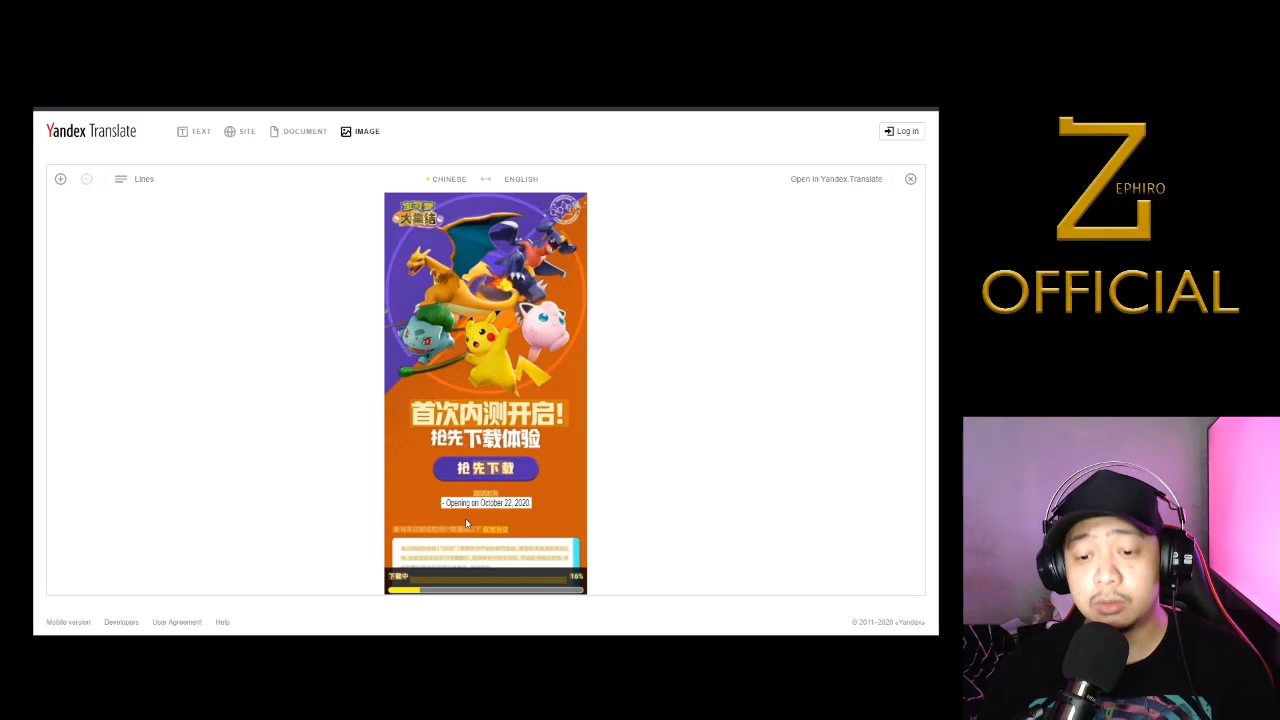 Yandex Translate
TEXT
SITE
DOCUMENT
IMAGE
Log in
Lines
CHINESE
ENGLISH
Open in Yandex.Translate
宝可梦
大集结
首次内测开启!
抢先下载体验
抢先下载
- Opening on October 22, 2020
下载中
16%
Mobile version
Developers
User Agreement
Help
© 2011–2020 «Yandex»
Z
EPHIRO
OFFICIAL